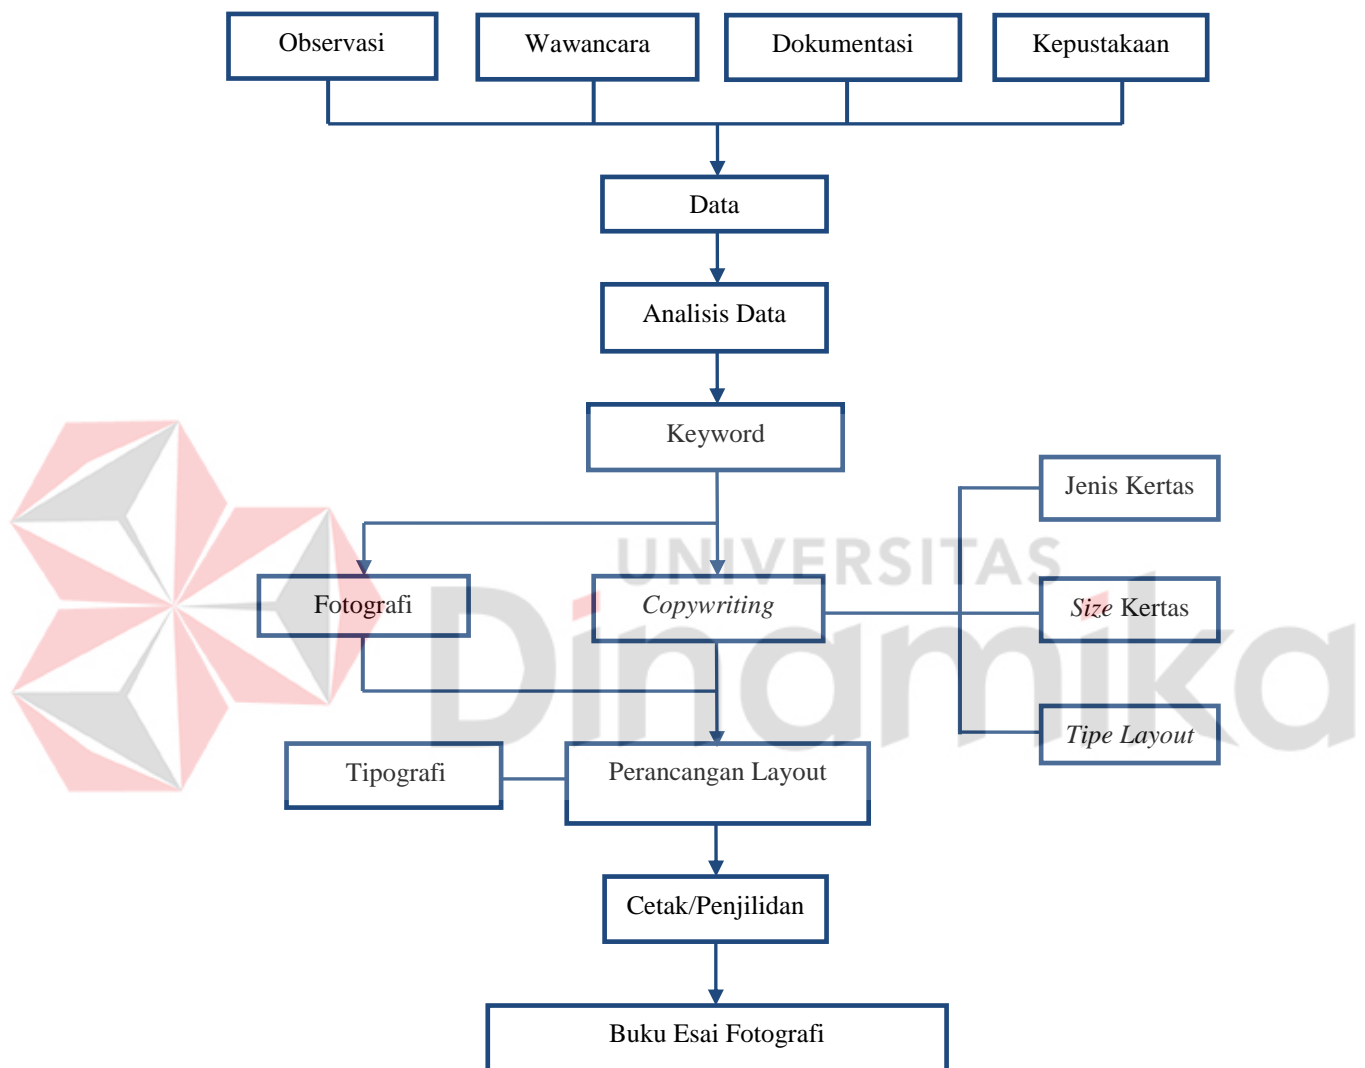 Observasi
Wawancara
Dokumentasi
Kepustakaan
Data
Analisis Data
Keyword
Jenis Kertas
UNIVERSITAS
Dinamika
Fotografi
Copywriting
Size Kertas
Tipe Layout
Tipografi
Perancangan Layout
Cetak/Penjilidan
Buku Esai Fotografi